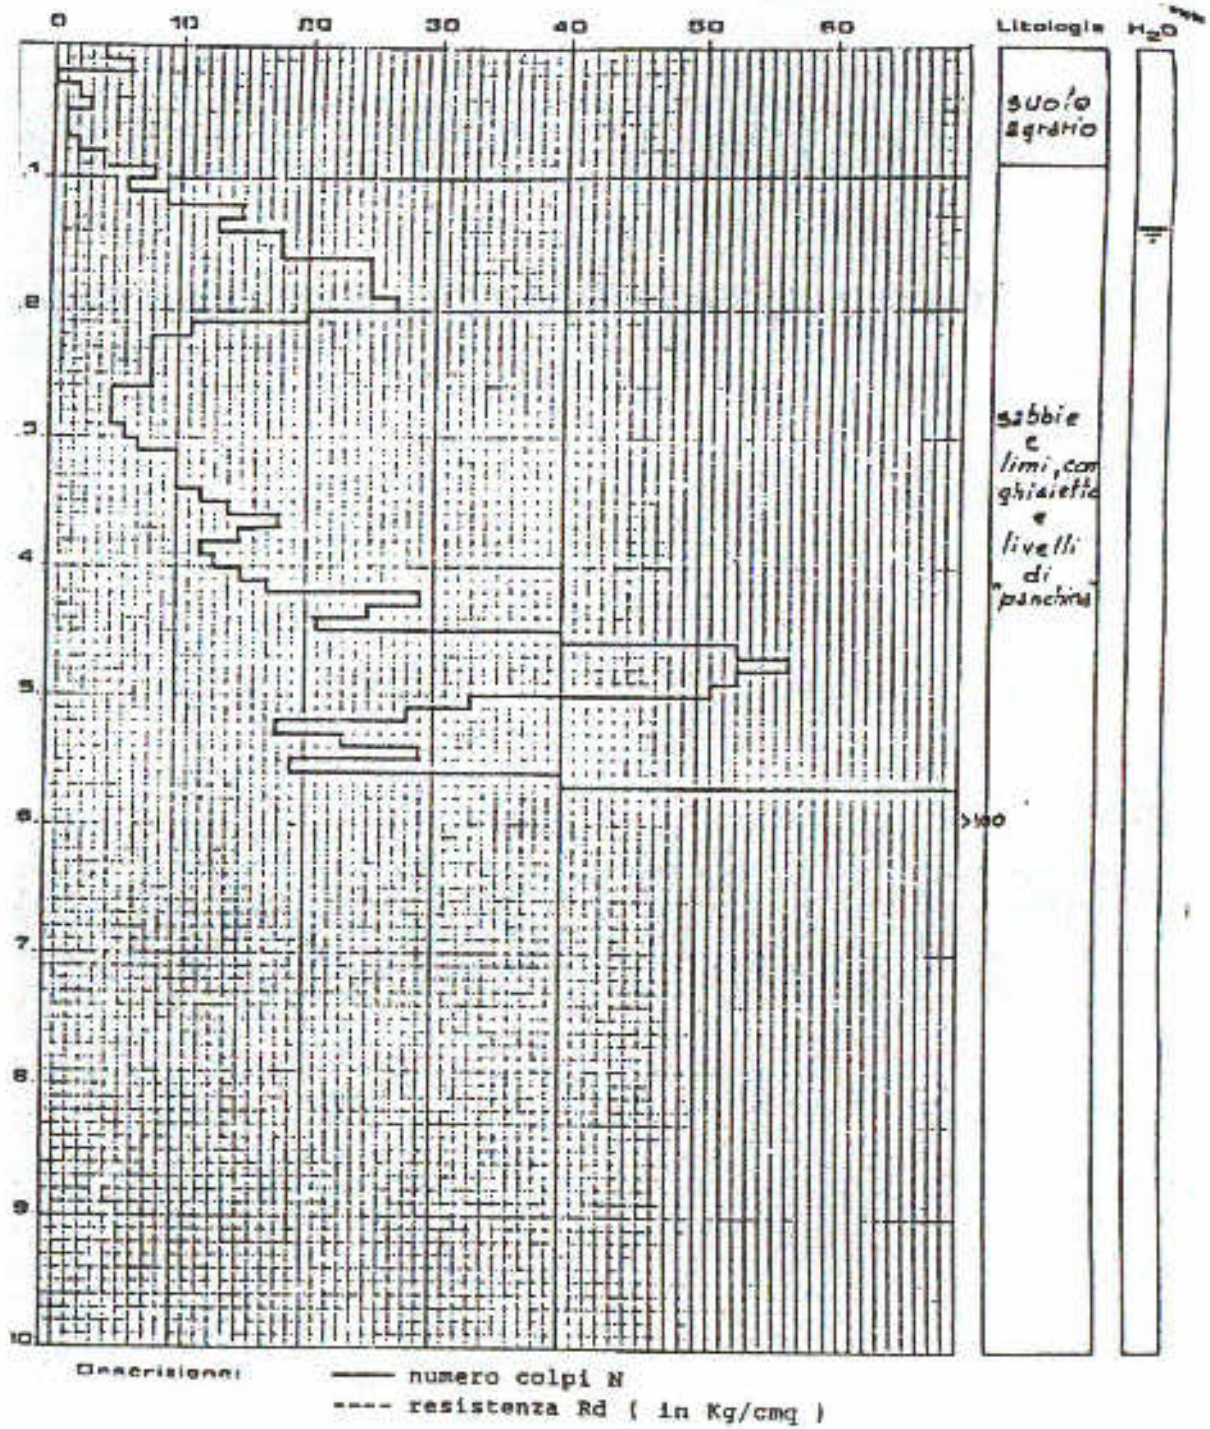 0 10 20 30 40 50 60
Litologia H2O
suolo
agrario
.1
.2
.3
.4
5
6
>100
7
8
9
10
sabbie
e
limi, con
ghiaietto
e
livelli
di
"panchina"
Descrizioni
numero colpi N
resistenza Rd ( in Kg/cmq )